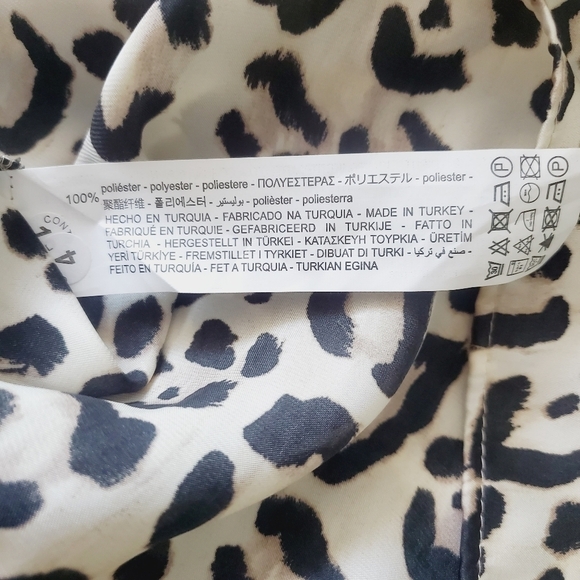 100% poliéster - polyester - poliestere - ΠΟΛΥΕΣΤΕΡΑΣ - ポリエステル - poliester -
聚酯纤维 - 폴리에스터 - بوليستير - polièster - poliesterra
HECHO EN TURQUIA - FABRICADO NA TURQUIA - MADE IN TURKEY -
FABRIQUÉ EN TURQUIE - GEFABRICEERD IN TURKIJE - FATTO IN
TURCHIA - HERGESTELLT IN TÜRKEI - ΚΑΤΑΣΚΕΥΗ ΤΟΥΡΚΙΑ - ÜRETİM
YERİ TÜRKİYE - FREMSTILLET I TYRKIET - DIBUAT DI TURKI - صنع في تركيا -
FEITO EN TURQUÍA - FET A TURQUIA - TURKIAN EGINA
CONT